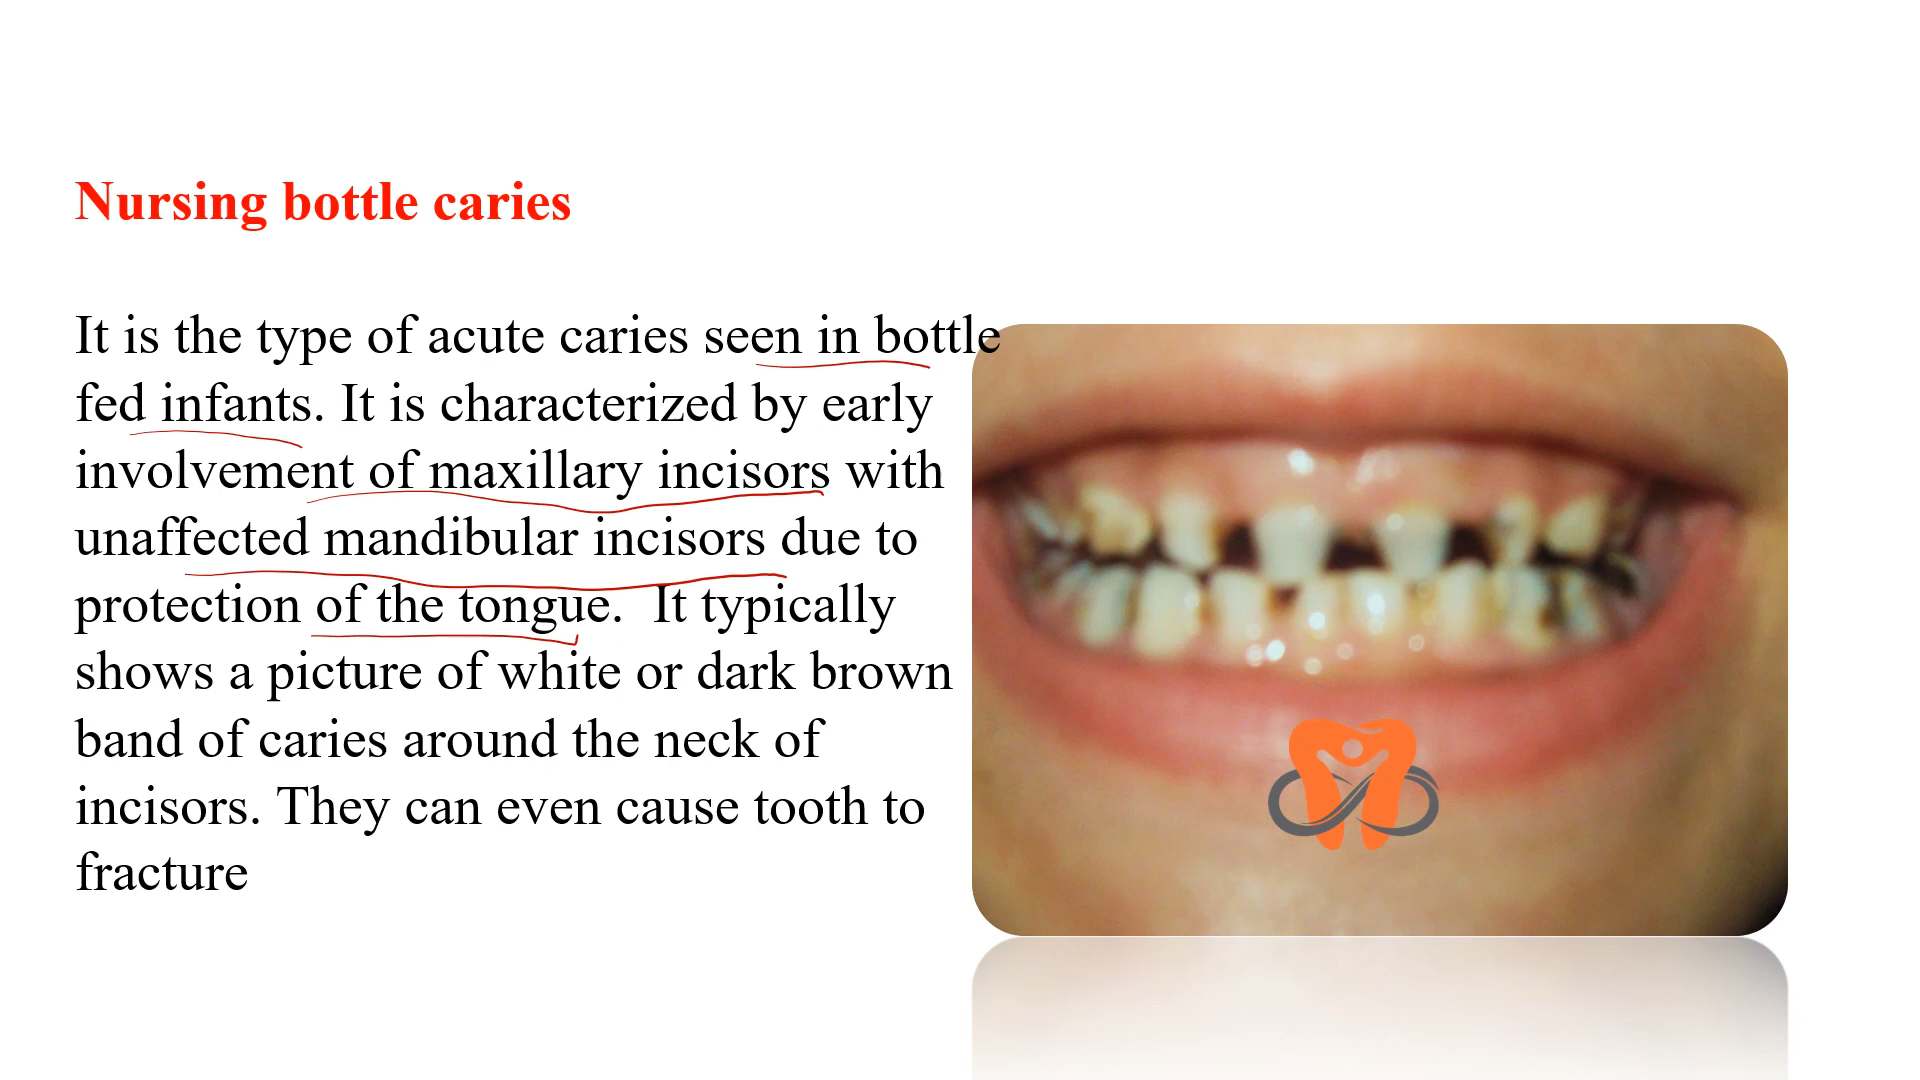 Nursing bottle caries
It is the type of acute caries seen in bottle
fed infants. It is characterized by early
involvement of maxillary incisors with
unaffected mandibular incisors due to
protection of the tongue.  It typically
shows a picture of white or dark brown
band of caries around the neck of
incisors. They can even cause tooth to
fracture